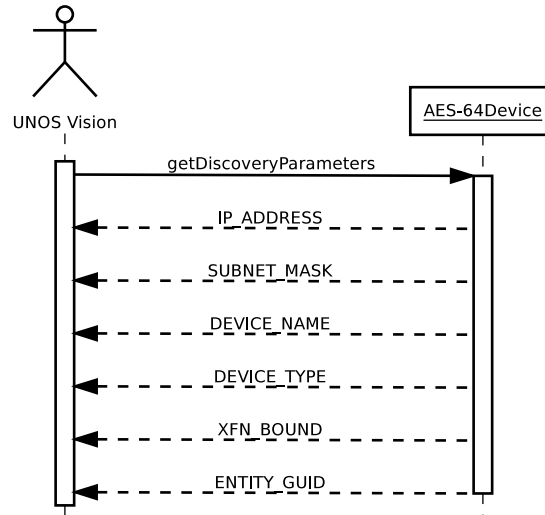 AES-64Device
UNOS Vision
getDiscoveryParameters
IP_ADDRESS
SUBNET_MASK
DEVICE_NAME
DEVICE_TYPE
XFN_BOUND
ENTITY_GUID